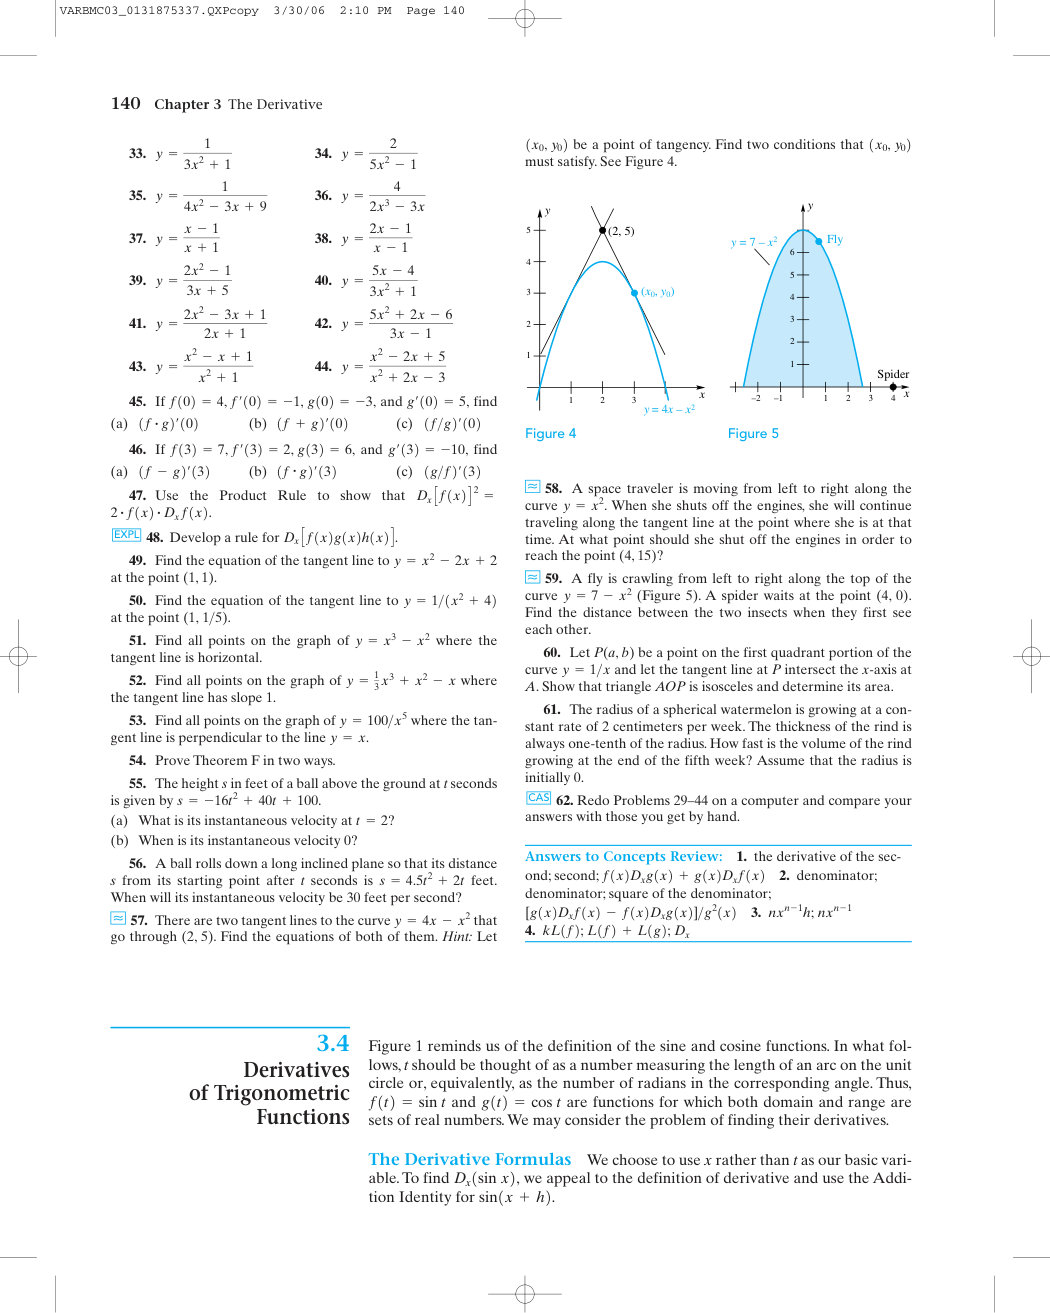 VARBMC03_0131875337.QXPcopy 3/30/06 2:10 PM Page 140
140 Chapter 3 The Derivative
33. y = 1/(3x² + 1)
34. y = 2/(5x² − 1)
35. y = 1/(4x² − 3x + 9)
36. y = 4/(2x³ − 3x)
37. y = (x − 1)/(x + 1)
38. y = (2x − 1)/(x − 1)
39. y = (2x² − 1)/(3x + 5)
40. y = (5x − 4)/(3x² + 1)
41. y = (2x² − 3x + 1)/(2x + 1)
42. y = (5x² + 2x − 6)/(3x − 1)
43. y = (x² − x + 1)/(x² + 1)
44. y = (x² − 2x + 5)/(x² + 2x − 3)
45. If f(0) = 4, f′(0) = −1, g(0) = −3, and g′(0) = 5, find
(a) (f · g)′(0) (b) (f + g)′(0) (c) (f/g)′(0)
46. If f(3) = 7, f′(3) = 2, g(3) = 6, and g′(3) = −10, find
(a) (f − g)′(3) (b) (f · g)′(3) (c) (g/f)′(3)
47. Use the Product Rule to show that Dₓ[f(x)]² =
2 · f(x) · Dₓf(x).
EXPL 48. Develop a rule for Dₓ[f(x)g(x)h(x)].
49. Find the equation of the tangent line to y = x² − 2x + 2
at the point (1, 1).
50. Find the equation of the tangent line to y = 1/(x² + 4)
at the point (1, 1/5).
51. Find all points on the graph of y = x³ − x² where the
tangent line is horizontal.
52. Find all points on the graph of y = ⅓x³ + x² − x where
the tangent line has slope 1.
53. Find all points on the graph of y = 100/x⁵ where the tan-
gent line is perpendicular to the line y = x.
54. Prove Theorem F in two ways.
55. The height s in feet of a ball above the ground at t seconds
is given by s = −16t² + 40t + 100.
(a) What is its instantaneous velocity at t = 2?
(b) When is its instantaneous velocity 0?
56. A ball rolls down a long inclined plane so that its distance
s from its starting point after t seconds is s = 4.5t² + 2t feet.
When will its instantaneous velocity be 30 feet per second?
≈ 57. There are two tangent lines to the curve y = 4x − x² that
go through (2, 5). Find the equations of both of them. Hint: Let
(x₀, y₀) be a point of tangency. Find two conditions that (x₀, y₀)
must satisfy. See Figure 4.
y
5
4
3
2
1
(2, 5)
(x₀, y₀)
1 2 3
x
y = 4x – x²
Figure 4
y
y = 7 – x²
Fly
6
5
4
3
2
1
Spider
–2 –1 1 2 3 4 x
Figure 5
≈ 58. A space traveler is moving from left to right along the
curve y = x². When she shuts off the engines, she will continue
traveling along the tangent line at the point where she is at that
time. At what point should she shut off the engines in order to
reach the point (4, 15)?
≈ 59. A fly is crawling from left to right along the top of the
curve y = 7 − x² (Figure 5). A spider waits at the point (4, 0).
Find the distance between the two insects when they first see
each other.
60. Let P(a, b) be a point on the first quadrant portion of the
curve y = 1/x and let the tangent line at P intersect the x-axis at
A. Show that triangle AOP is isosceles and determine its area.
61. The radius of a spherical watermelon is growing at a con-
stant rate of 2 centimeters per week. The thickness of the rind is
always one-tenth of the radius. How fast is the volume of the rind
growing at the end of the fifth week? Assume that the radius is
initially 0.
CAS 62. Redo Problems 29–44 on a computer and compare your
answers with those you get by hand.
Answers to Concepts Review: 1. the derivative of the sec-
ond; second; f(x)Dₓg(x) + g(x)Dₓf(x) 2. denominator;
denominator; square of the denominator;
[g(x)Dₓf(x) − f(x)Dₓg(x)]/g²(x) 3. nxⁿ⁻¹h; nxⁿ⁻¹
4. kL(f); L(f) + L(g); Dₓ
3.4
Derivatives
of Trigonometric
Functions
Figure 1 reminds us of the definition of the sine and cosine functions. In what fol-
lows, t should be thought of as a number measuring the length of an arc on the unit
circle or, equivalently, as the number of radians in the corresponding angle. Thus,
f(t) = sin t and g(t) = cos t are functions for which both domain and range are
sets of real numbers. We may consider the problem of finding their derivatives.
The Derivative Formulas We choose to use x rather than t as our basic vari-
able. To find Dₓ(sin x), we appeal to the definition of derivative and use the Addi-
tion Identity for sin(x + h).